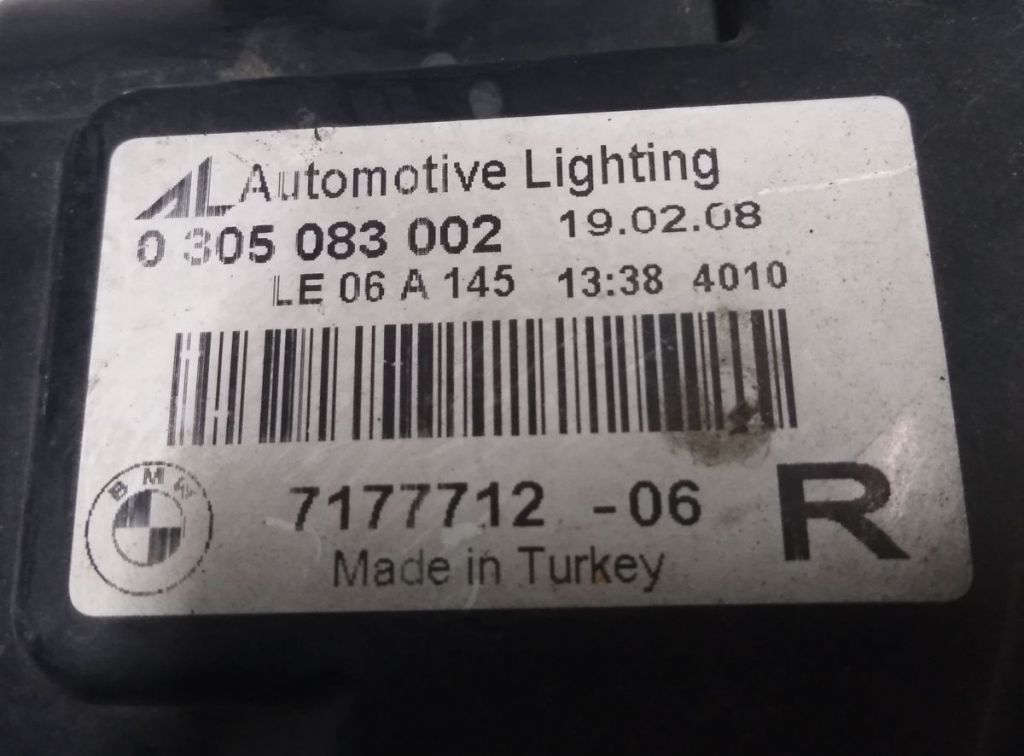 AL Automotive Lighting
0 305 083 002 19.02.08
LE 06 A 145 13:38 4010
BMW
7177712 -06 R
Made in Turkey